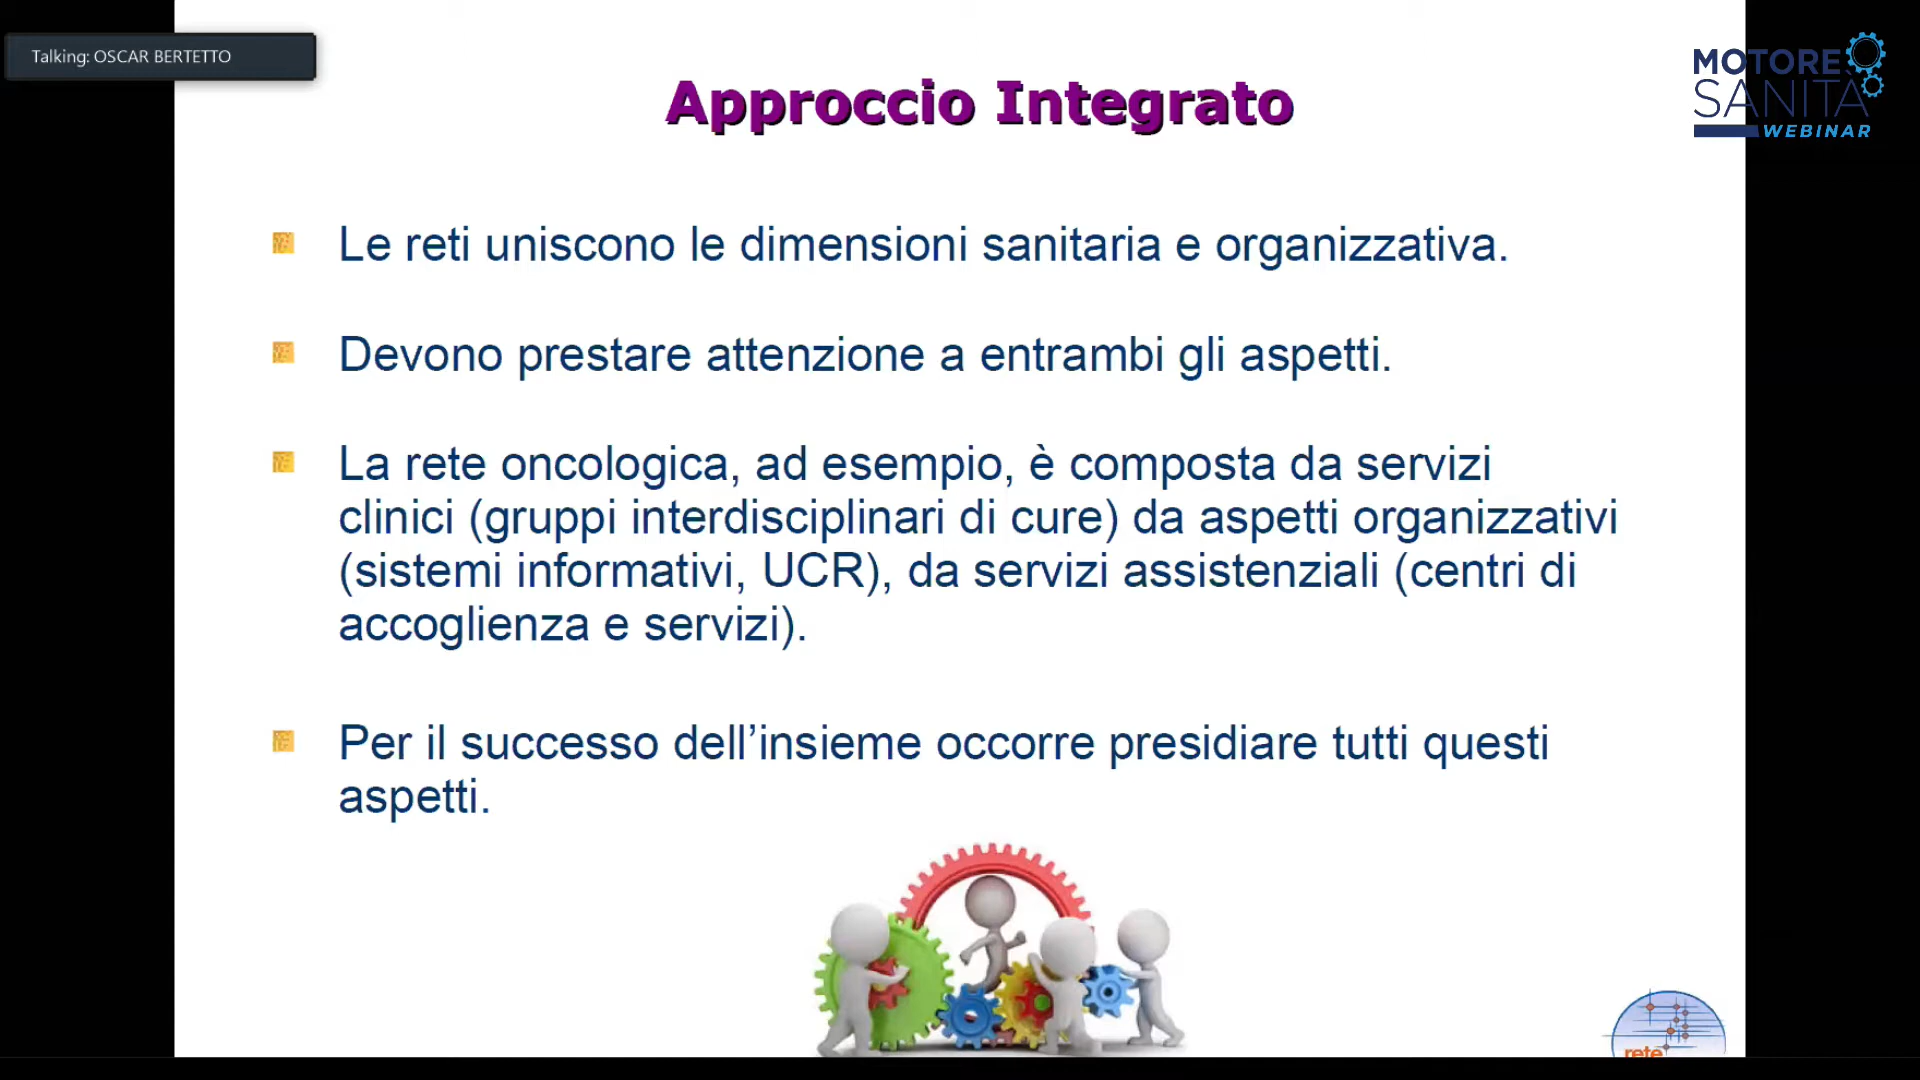 Talking: OSCAR BERTETTO
MOTORE
SANITÀ
WEBINAR
Approccio Integrato
Le reti uniscono le dimensioni sanitaria e organizzativa.
Devono prestare attenzione a entrambi gli aspetti.
La rete oncologica, ad esempio, è composta da servizi
clinici (gruppi interdisciplinari di cure) da aspetti organizzativi
(sistemi informativi, UCR), da servizi assistenziali (centri di
accoglienza e servizi).
Per il successo dell’insieme occorre presidiare tutti questi
aspetti.
rete